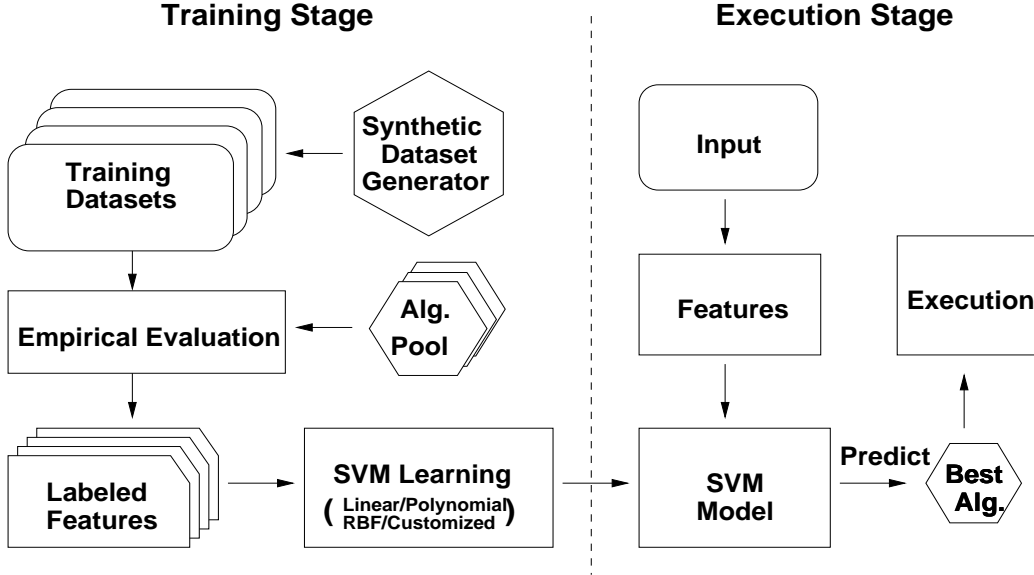 Training Stage
Execution Stage
Synthetic
Dataset
Generator
Training
Datasets
Input
Empirical Evaluation
Alg.
Pool
Features
Execution
Labeled
Features
SVM Learning
( Linear/Polynomial
RBF/Customized )
SVM
Model
Predict
Best
Alg.